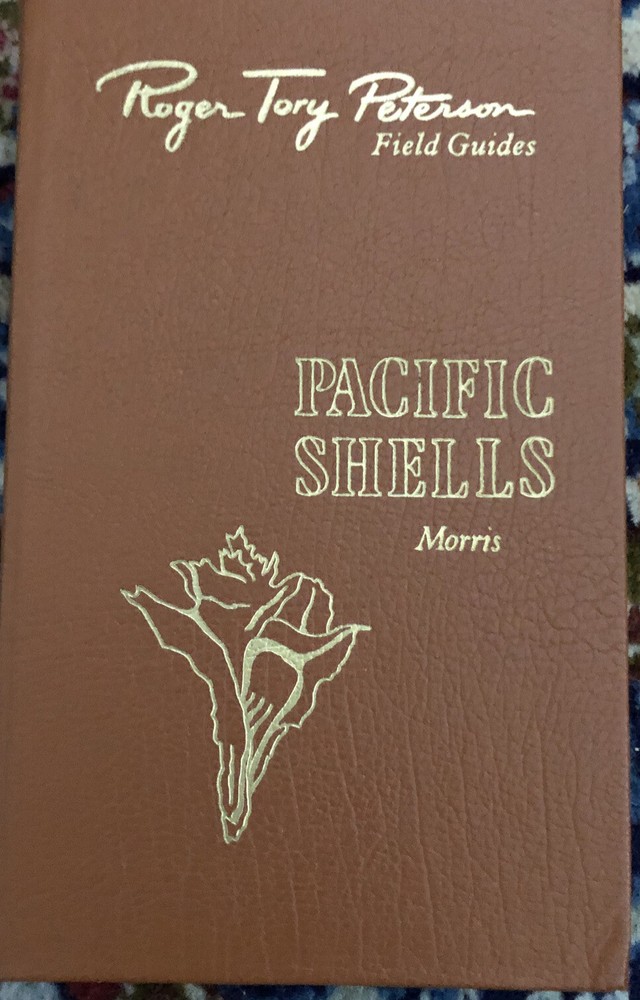 Roger Tory Peterson
Field Guides
PACIFIC
SHELLS
Morris